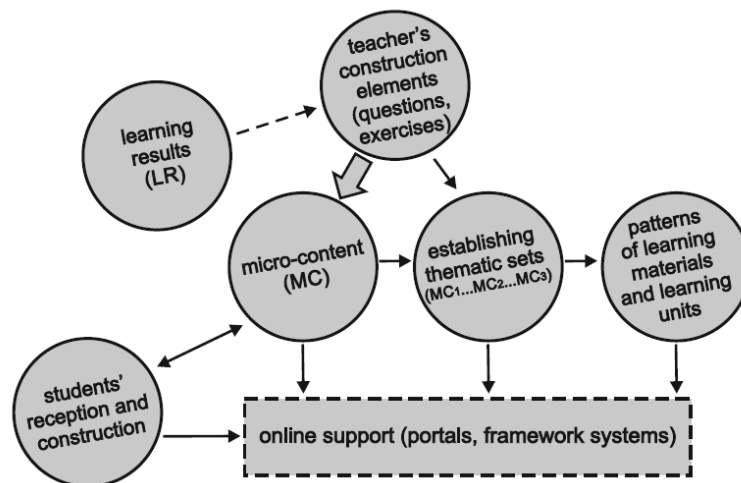 teacher's
construction
elements
(questions,
exercises)
learning
results
(LR)
micro-content
(MC)
establishing
thematic sets
(MC₁...MC₂...MC₃)
patterns
of learning
materials
and learning
units
students'
reception and
construction
online support (portals, framework systems)